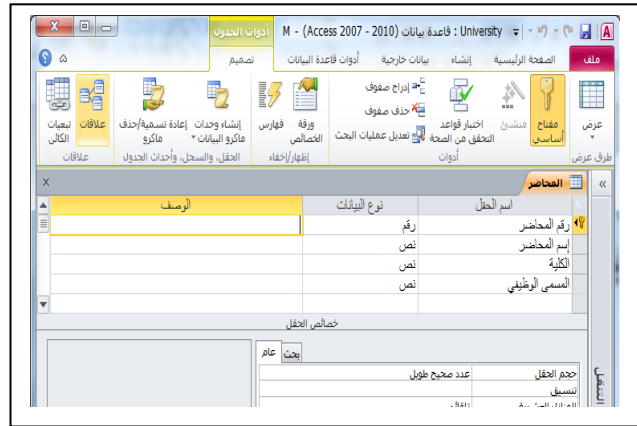 University : قاعدة بيانات (Access 2007 - 2010) - M
أدوات الجدول
ملف
الصفحة الرئيسية
إنشاء
بيانات خارجية
أدوات قاعدة البيانات
تصميم
عرض
طرق عرض
مفتاح أساسي
منشئ
اختبار قواعد التحقق من الصحة
إدراج صفوف
حذف صفوف
تعديل عمليات البحث
أدوات
ورقة الخصائص
فهارس
إظهار/إخفاء
إنشاء وحدات ماكرو البيانات
إعادة تسمية/حذف ماكرو
الحقل، والسجل، وأحداث الجدول
علاقات
تبعيات الكائن
علاقات
المحاضر
اسم الحقل نوع البيانات الوصف
رقم المحاضر رقم
إسم المحاضر نص
الكلية نص
المسمى الوظيفي نص
خصائص الحقل
عام بحث
حجم الحقل عدد صحيح طويل
تنسيق